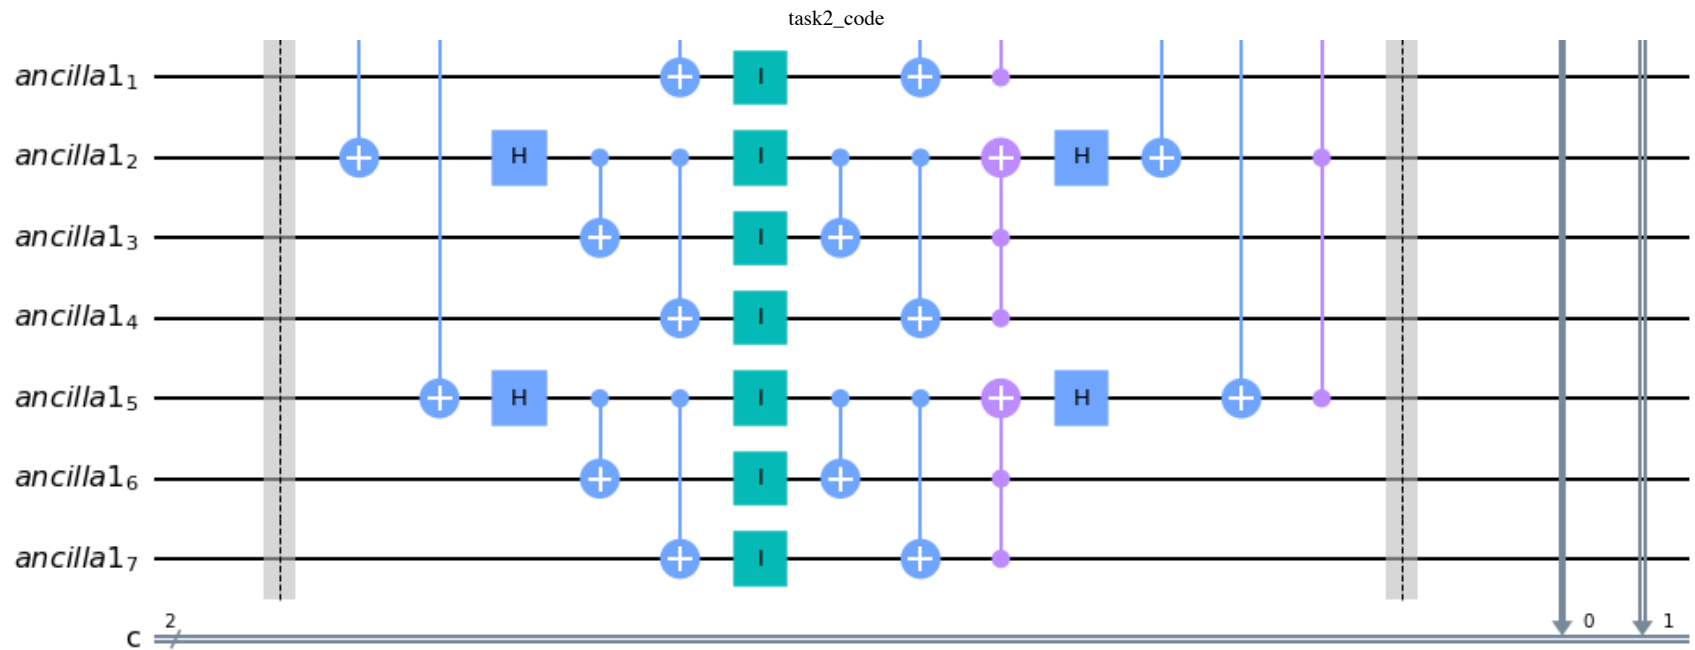 task2_code
ancilla1₁ I
ancilla1₂ H I H
ancilla1₃ I
ancilla1₄ I
ancilla1₅ H I H
ancilla1₆ I
ancilla1₇ I
c 2 0 1